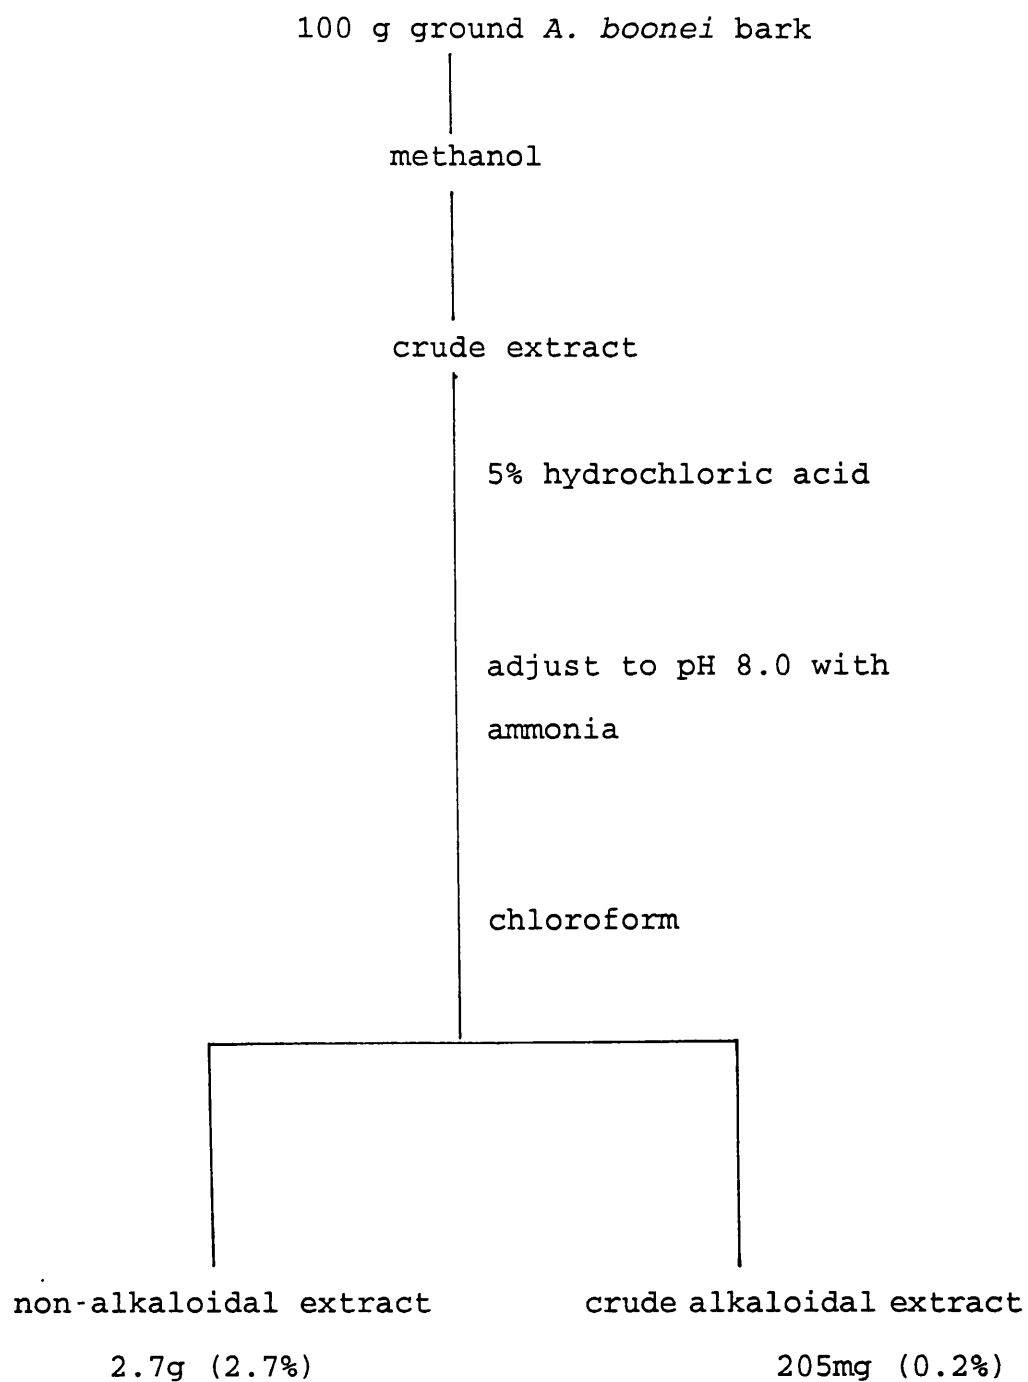 100 g ground A. boonei bark
methanol
crude extract
5% hydrochloric acid
adjust to pH 8.0 with
ammonia
chloroform
non-alkaloidal extract
crude alkaloidal extract
2.7g (2.7%)
205mg (0.2%)